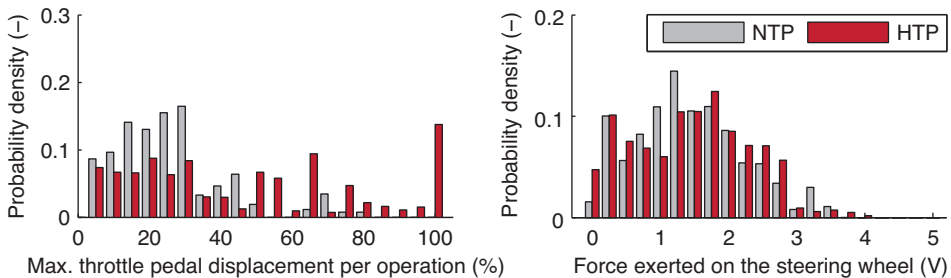 Probability density (–)
0.3
0.2
0.1
0
0 20 40 60 80 100
Max. throttle pedal displacement per operation (%)
Probability density (–)
0.2
0.1
0
NTP HTP
0 1 2 3 4 5
Force exerted on the steering wheel (V)